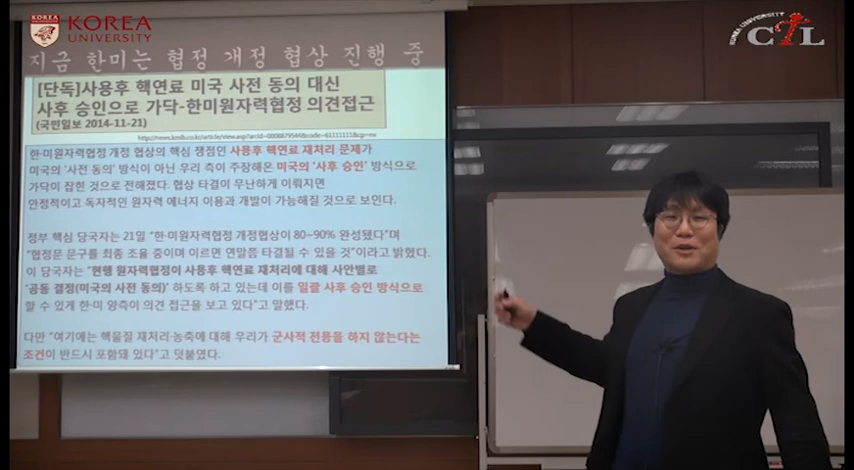 KOREA
UNIVERSITY
KOREA UNIVERSITY
CTL
지금 한미는 협정 개정 협상 진행 중
[단독]사용후 핵연료 미국 사전 동의 대신
사후 승인으로 가닥-한미원자력협정 의견접근
(국민일보 2014-11-21)
한·미원자력협정 개정 협상의 핵심 쟁점인 사용후 핵연료 재처리 문제가
미국의 '사전 동의' 방식이 아닌 우리 측이 주장해온 미국의 '사후 승인' 방식으로
가닥이 잡힌 것으로 전해졌다. 협상 타결이 무난하게 이뤄지면
안정적이고 독자적인 원자력 에너지 이용과 개발이 가능해질 것으로 보인다.
정부 핵심 당국자는 21일 "한·미원자력협정 개정협상이 80~90% 완성됐다"며
"협정문 문구를 최종 조율 중이며 이르면 연말쯤 타결될 수 있을 것"이라고 밝혔다.
이 당국자는 "현행 원자력협정이 사용후 핵연료 재처리에 대해 사안별로
'공동 결정(미국의 사전 동의)' 하도록 하고 있는데 이를 일괄 사후 승인 방식으로
할 수 있게 한·미 양측이 의견 접근을 보고 있다"고 말했다.
다만 "여기에는 핵물질 재처리·농축에 대해 우리가 군사적 전용을 하지 않는다는
조건이 반드시 포함돼 있다"고 덧붙였다.